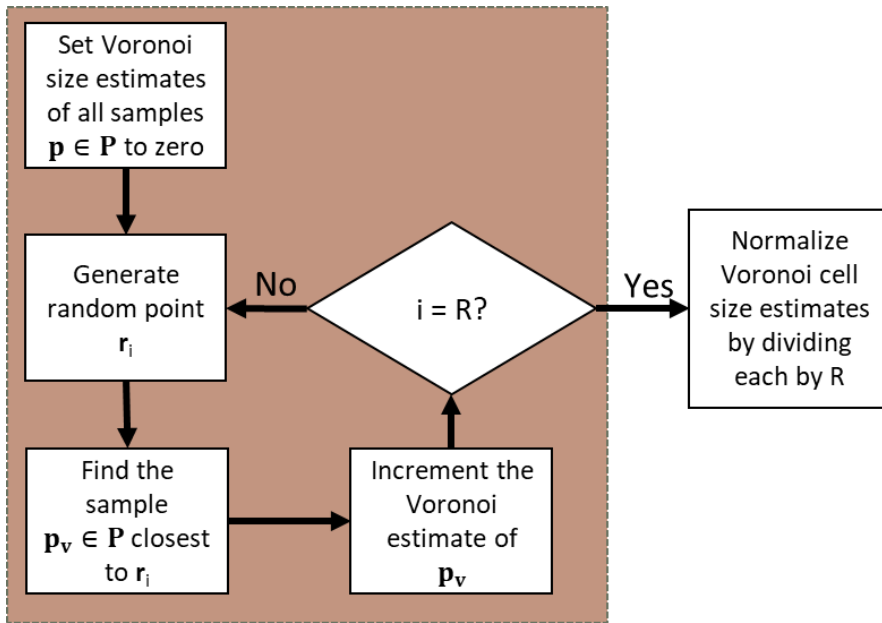 Set Voronoi
size estimates
of all samples
𝐩 ∈ 𝐏 to zero
Generate
random point
𝐫ᵢ
Find the
sample
𝐩𝐯 ∈ 𝐏 closest
to 𝐫ᵢ
Increment the
Voronoi
estimate of
𝐩𝐯
i = R?
No
Yes
Normalize
Voronoi cell
size estimates
by dividing
each by R